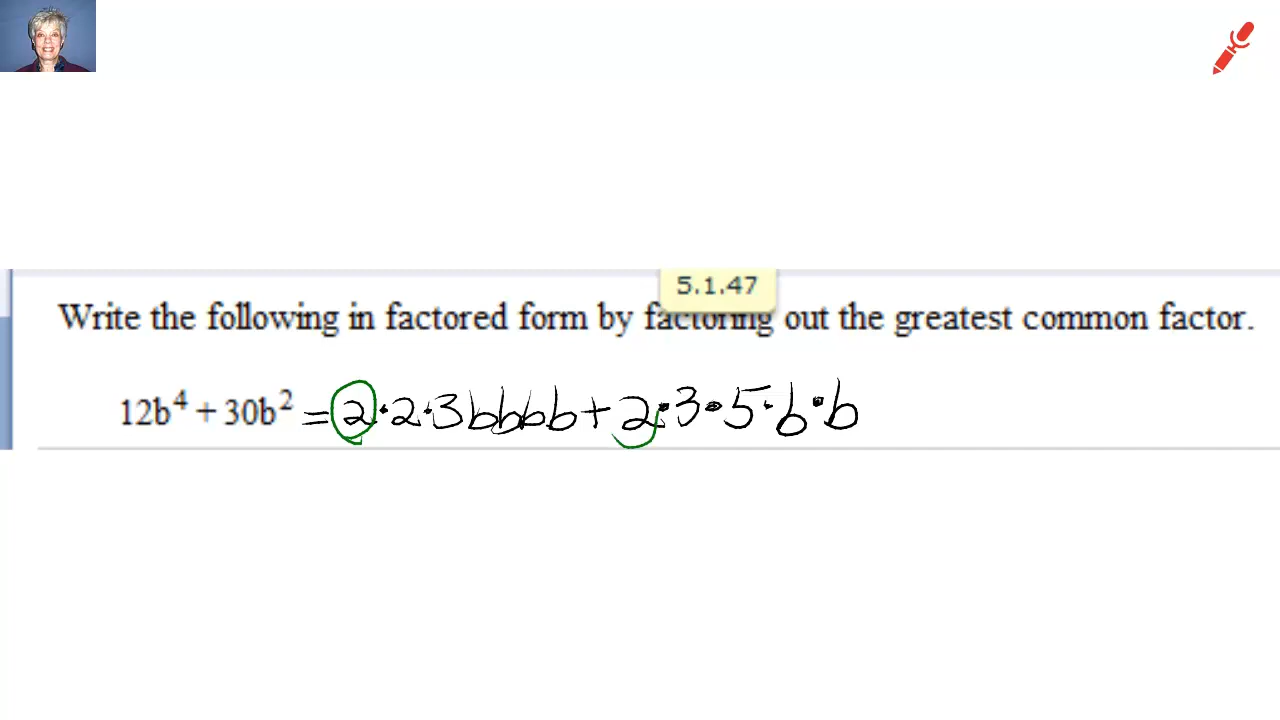 5.1.47
Write the following in factored form by factoring out the greatest common factor.
12b⁴ + 30b² = 2·2·3bbbb+2·3·5·b·b